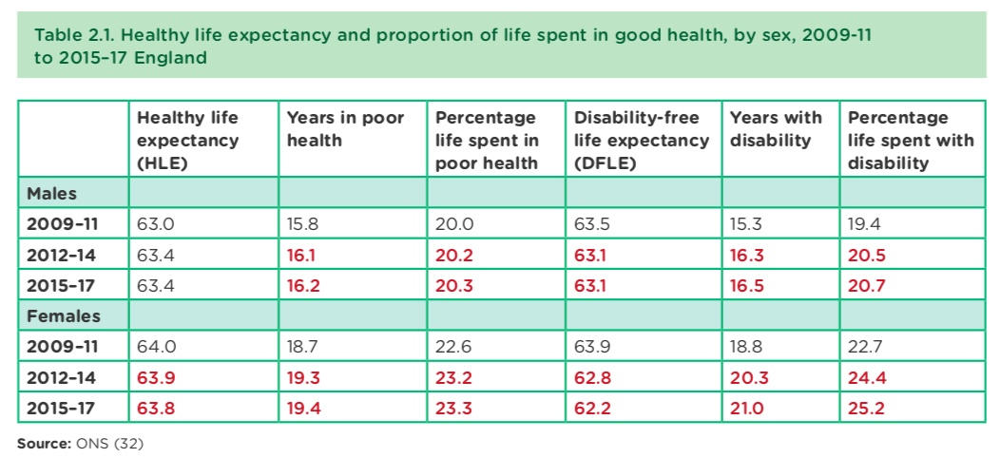 Table 2.1. Healthy life expectancy and proportion of life spent in good health, by sex, 2009-11
to 2015–17 England
Healthy life expectancy (HLE) Years in poor health Percentage life spent in poor health Disability-free life expectancy (DFLE) Years with disability Percentage life spent with disability
Males
2009–11 63.0 15.8 20.0 63.5 15.3 19.4
2012–14 63.4 16.1 20.2 63.1 16.3 20.5
2015–17 63.4 16.2 20.3 63.1 16.5 20.7
Females
2009–11 64.0 18.7 22.6 63.9 18.8 22.7
2012–14 63.9 19.3 23.2 62.8 20.3 24.4
2015–17 63.8 19.4 23.3 62.2 21.0 25.2
Source: ONS (32)